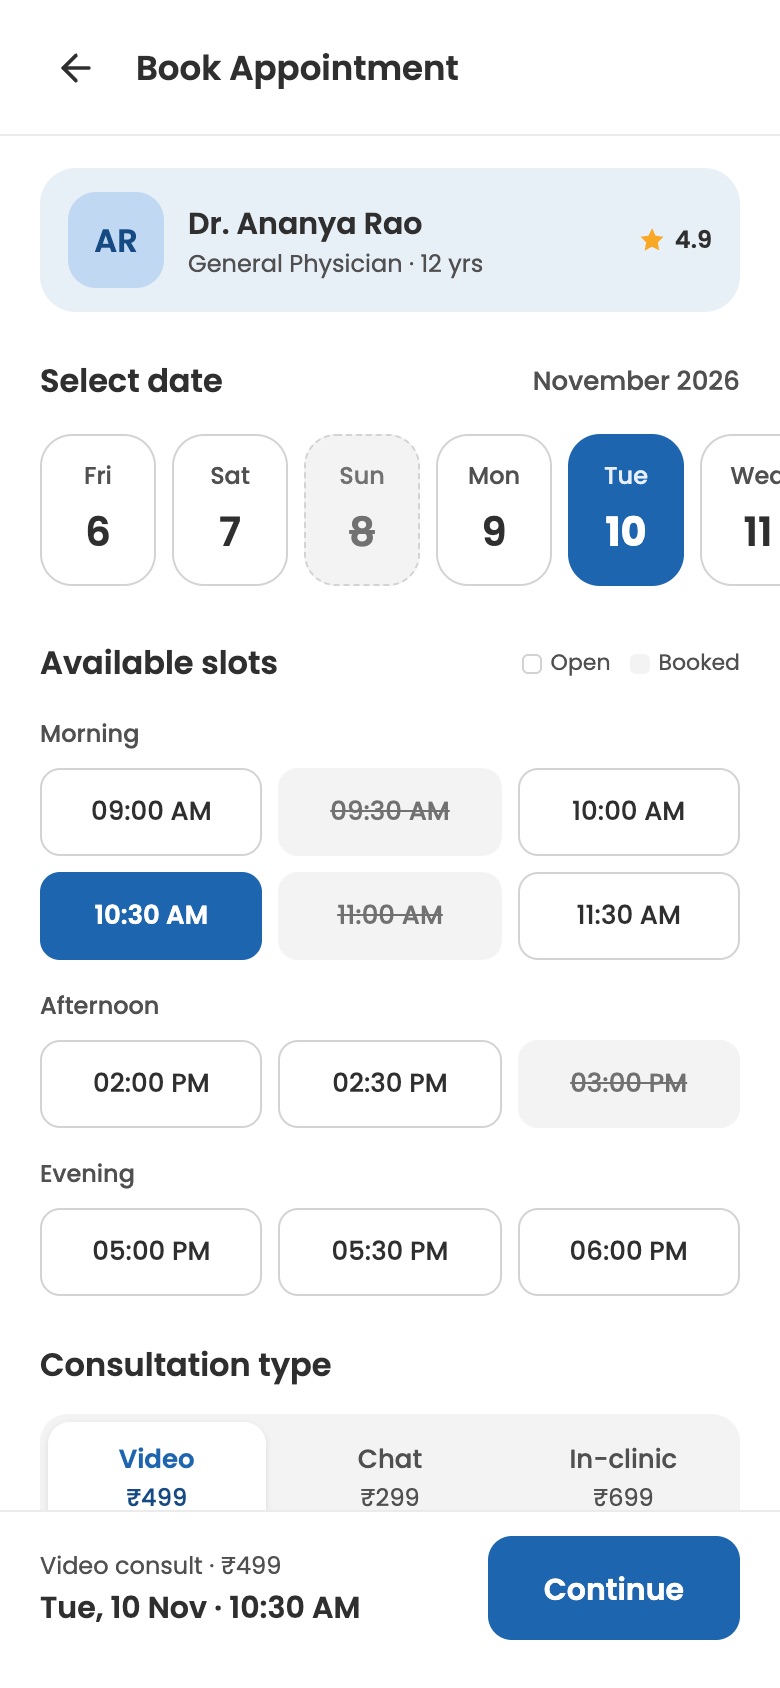 Book Appointment
AR
Dr. Ananya Rao
General Physician · 12 yrs
4.9
Select date
November 2026
Fri
6
Sat
7
Sun
8
Mon
9
Tue
10
Wed
11
Available slots
Open
Booked
Morning
09:00 AM
09:30 AM
10:00 AM
10:30 AM
11:00 AM
11:30 AM
Afternoon
02:00 PM
02:30 PM
03:00 PM
Evening
05:00 PM
05:30 PM
06:00 PM
Consultation type
Video
₹499
Chat
₹299
In-clinic
₹699
Video consult · ₹499
Tue, 10 Nov · 10:30 AM
Continue